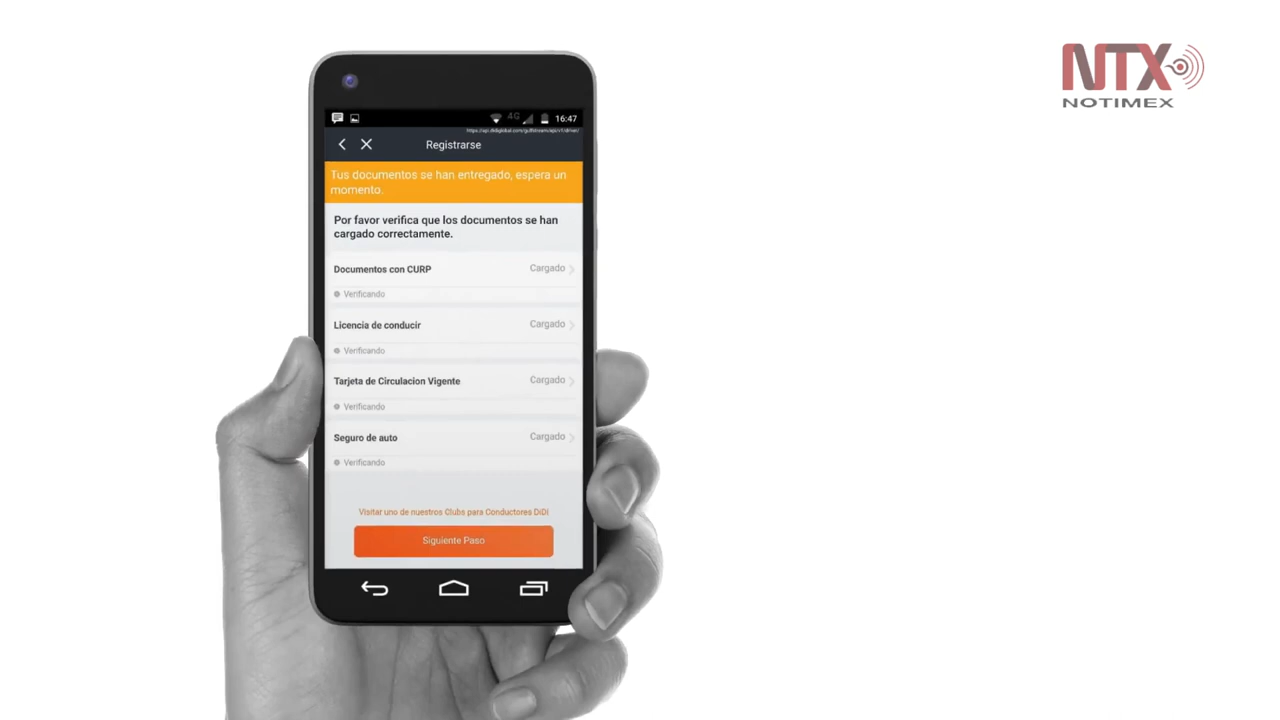 NTX
NOTIMEX
4G
16:47
Registrarse
Tus documentos se han entregado, espera un
momento.
Por favor verifica que los documentos se han
cargado correctamente.
Documentos con CURP Cargado
Verificando
Licencia de conducir Cargado
Verificando
Tarjeta de Circulacion Vigente Cargado
Verificando
Seguro de auto Cargado
Verificando
Visitar uno de nuestros Clubs para Conductores DiDi
Siguiente Paso